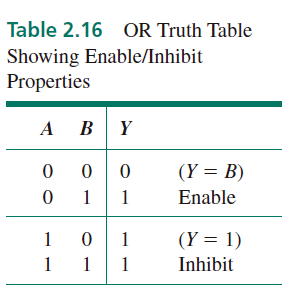 Table 2.16 OR Truth Table
Showing Enable/Inhibit
Properties
A B Y
0 0 0 (Y = B)
0 1 1 Enable
1 0 1 (Y = 1)
1 1 1 Inhibit